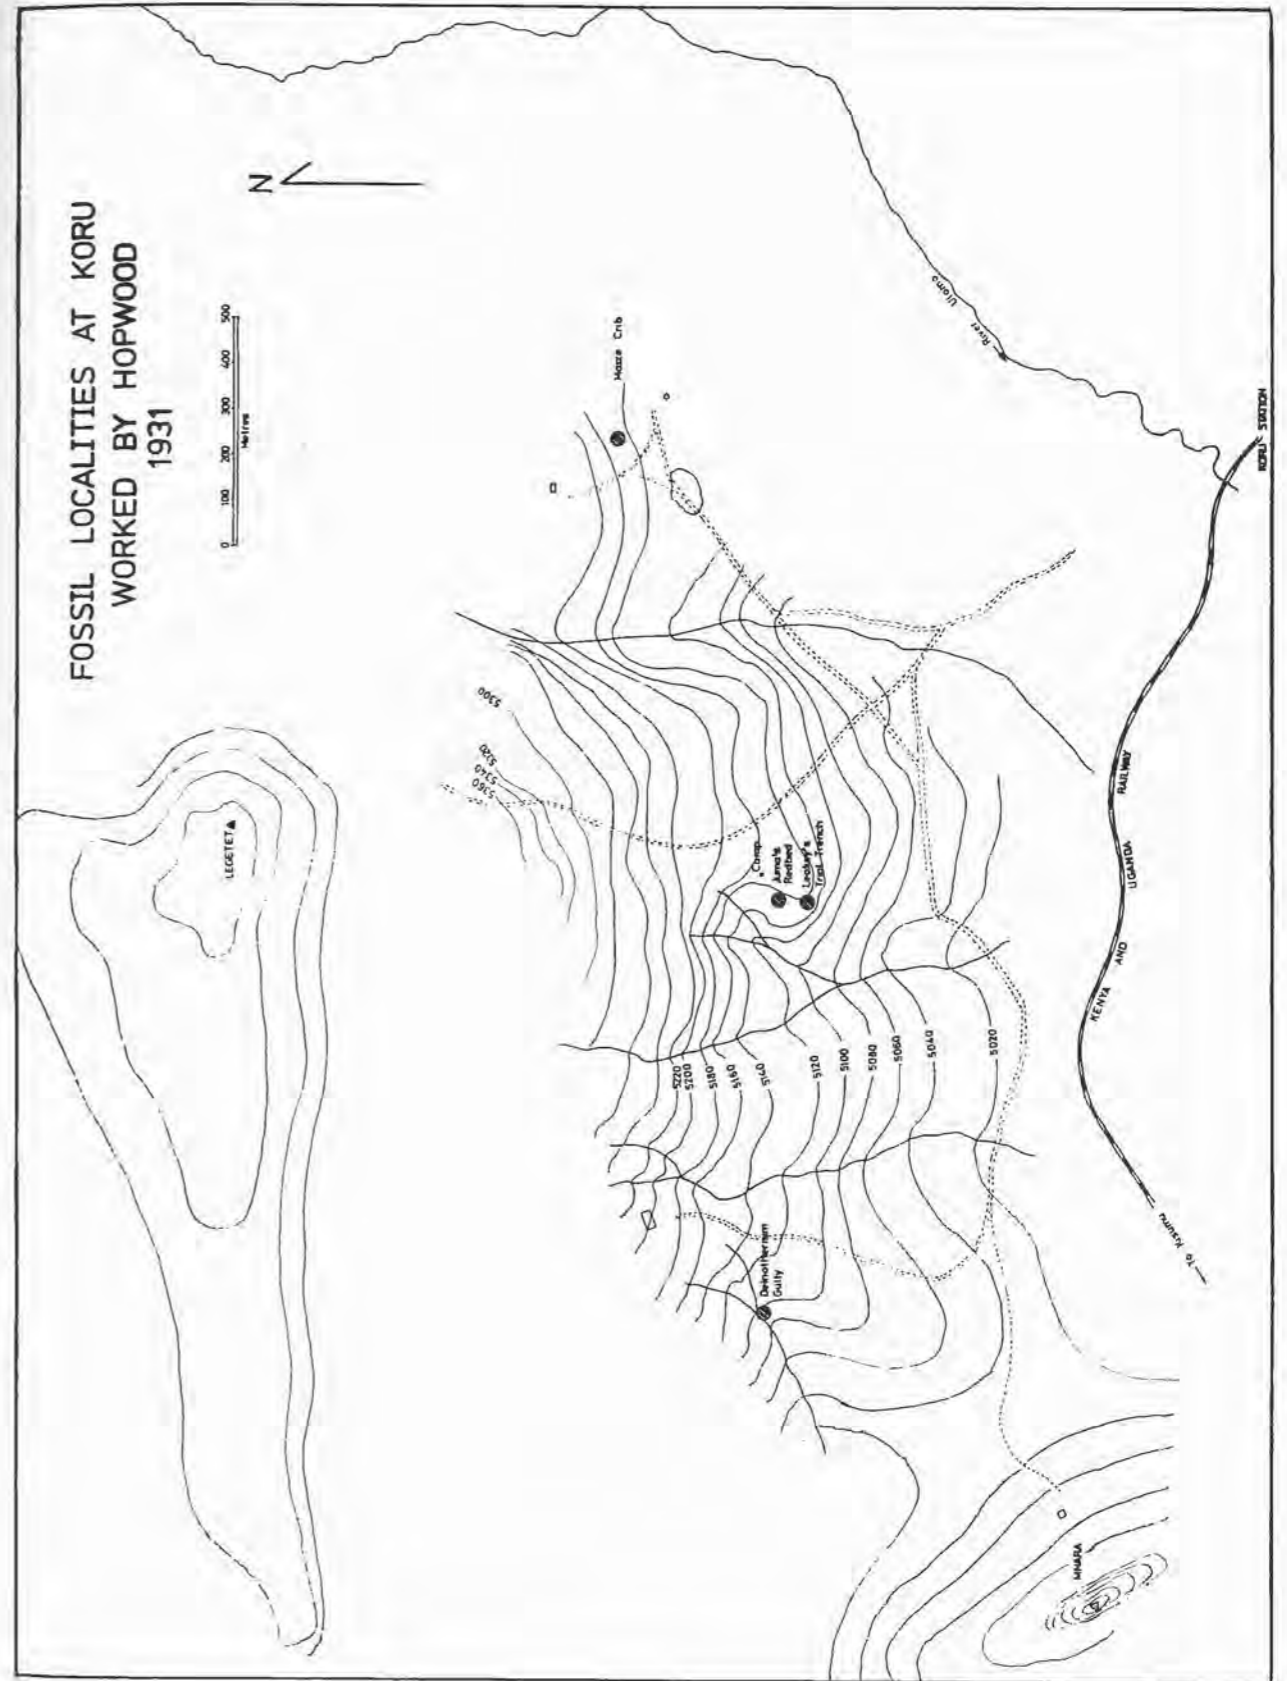 FOSSIL LOCALITIES AT KORU
WORKED BY HOPWOOD
1931
0 100 200 300 400 500
Metres
N
LEGETET
5300
5320
5340
5360
Maize Crib
River Ulamo
KORU STATION
Camp
Juma's
Redbed
Leakey's
Trial Trench
5220
5200
5180
5160
5140
5120
5100
5080
5060
5040
5020
Deinotherium
Gully
KENYA AND UGANDA RAILWAY
To Kisumu